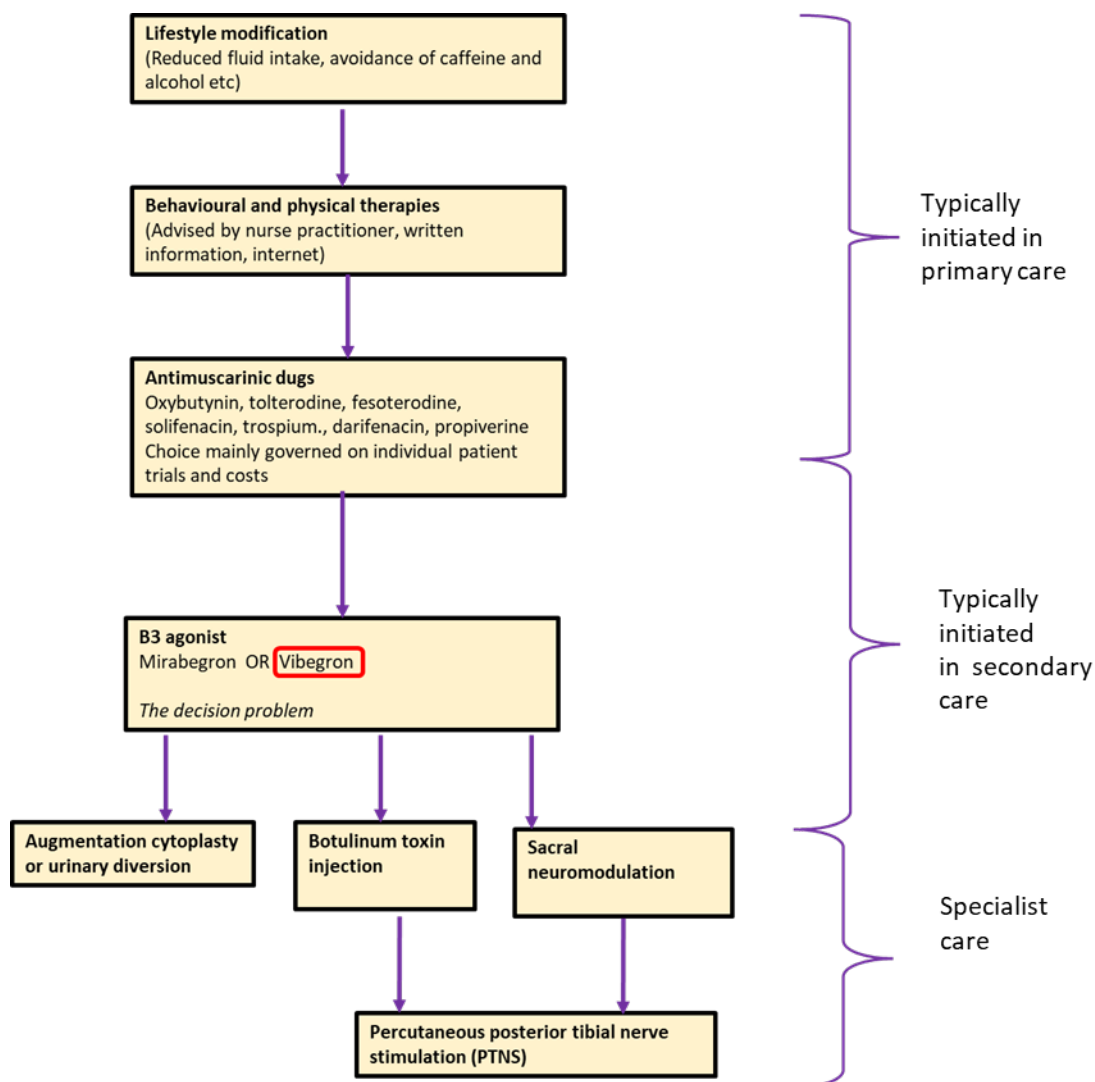 Lifestyle modification
(Reduced fluid intake, avoidance of caffeine and
alcohol etc)
Behavioural and physical therapies
(Advised by nurse practitioner, written
information, internet)
Typically
initiated in
primary care
Antimuscarinic dugs
Oxybutynin, tolterodine, fesoterodine,
solifenacin, trospium., darifenacin, propiverine
Choice mainly governed on individual patient
trials and costs
B3 agonist
Mirabegron OR Vibegron
The decision problem
Typically
initiated
in secondary
care
Augmentation cytoplasty
or urinary diversion
Botulinum toxin
injection
Sacral
neuromodulation
Specialist
care
Percutaneous posterior tibial nerve
stimulation (PTNS)